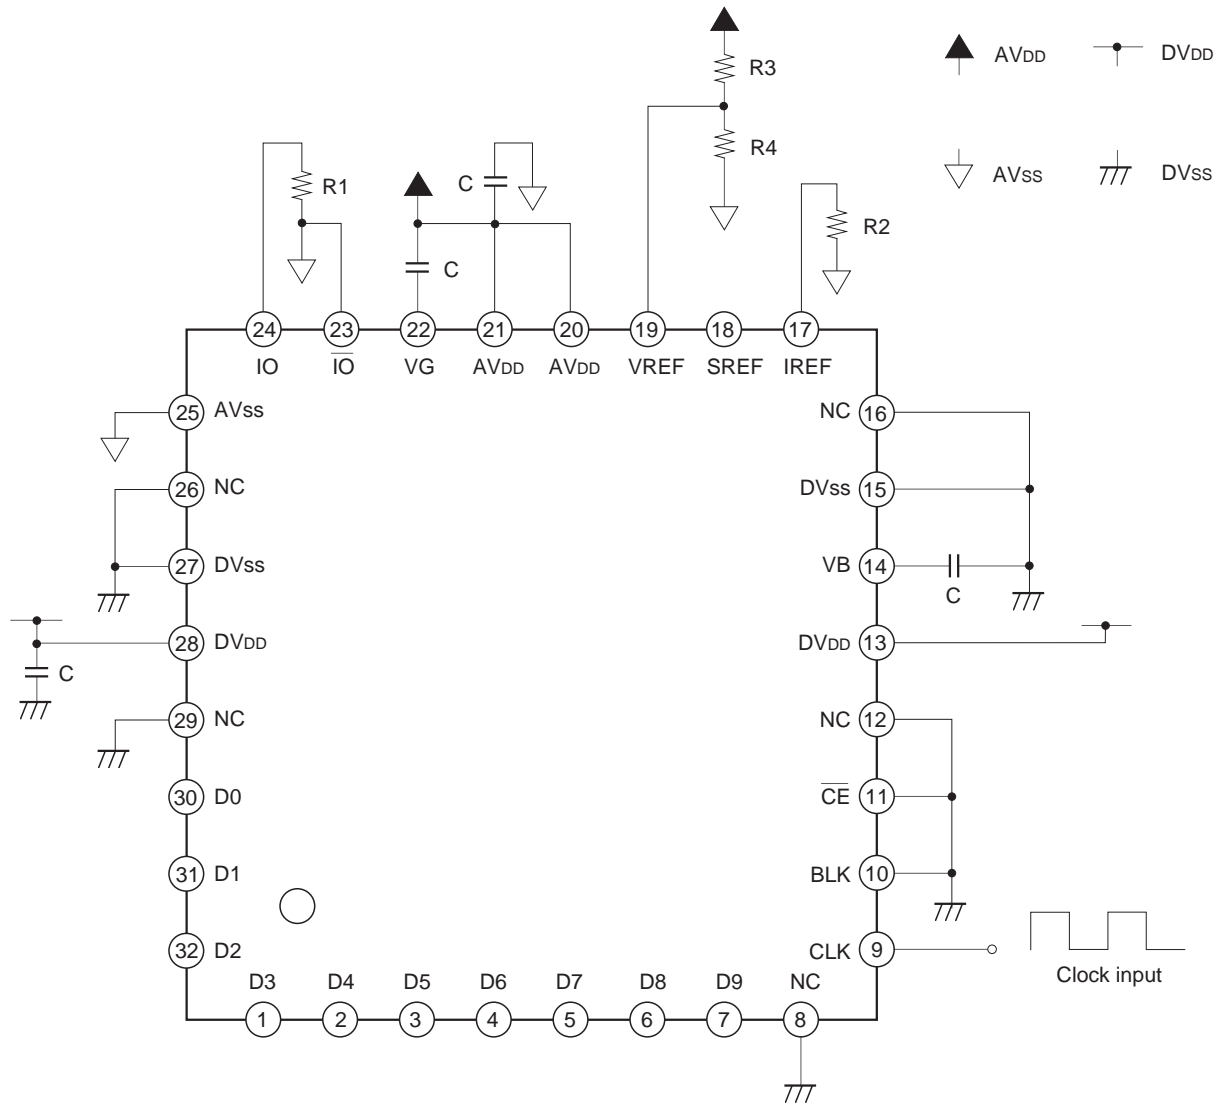 R3
AVDD
DVDD
R4
AVss
DVss
R1
C
R2
C
24 23 22 21 20 19 18 17
IO IO VG AVDD AVDD VREF SREF IREF
25 AVss
NC 16
26 NC
DVss 15
27 DVss
VB 14
C
28 DVDD
DVDD 13
C
29 NC
NC 12
30 D0
CE 11
31 D1
BLK 10
32 D2
CLK 9
Clock input
D3 D4 D5 D6 D7 D8 D9 NC
1 2 3 4 5 6 7 8